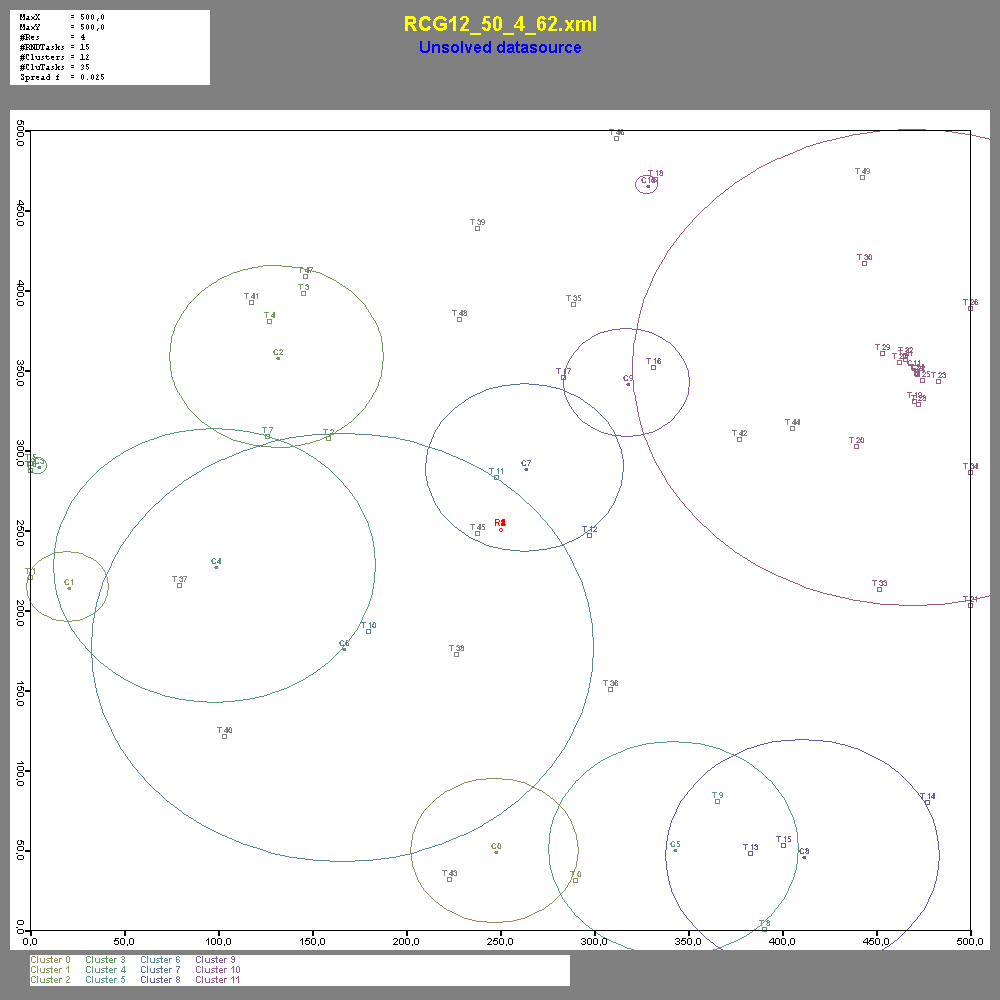 MaxX = 500,0
MaxY = 500,0
#Res = 4
#RNDTasks = 15
#Clusters = 12
#CluTasks = 35
Spread f = 0.025
RCG12_50_4_62.xml
Unsolved datasource
500,0
450,0
400,0
350,0
300,0
250,0
200,0
150,0
100,0
50,0
0,0
T 46
T 18
T 49
T 39
T 30
T 47
T 3
T 41
T 35
T 26
T 4
T 48
C2
T 29
T 16
T 17
C9
T 23
T 44
T 7
T 2
T 42
T 20
C7
T 11
T 34
R
T 45
T 12
C4
T 1
C1
T 37
T 33
T 21
T 10
C6
T 38
T 36
T 40
T 9
T 14
C0
C5
T 13
T 15
C8
T 43
T 0
T 8
0,0
50,0
100,0
150,0
200,0
250,0
300,0
350,0
400,0
450,0
500,0
Cluster 0 Cluster 3 Cluster 6 Cluster 9
Cluster 1 Cluster 4 Cluster 7 Cluster 10
Cluster 2 Cluster 5 Cluster 8 Cluster 11